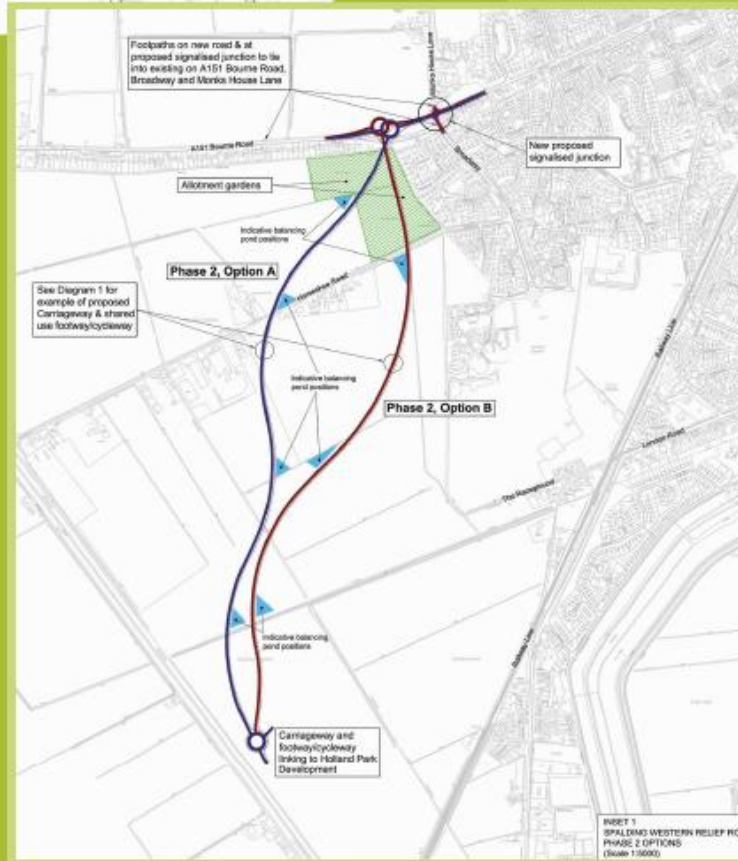 Footpaths on new road & at
proposed signalised junction to tie
into existing on A151 Bourne Road,
Broadway and Monks House Lane
Monks House Lane
A151 Bourne Road
Broadway
New proposed
signalised junction
Allotment gardens
Indicative balancing
pond positions
Phase 2, Option A
Horseshoe Road
See Diagram 1 for
example of proposed
Carriageway & shared
use footway/cycleway
Indicative balancing
pond positions
Phase 2, Option B
Railway Line
London Road
The Raceground
Railway Line
Indicative balancing
pond positions
Carriageway and
footway/cycleway
linking to Holland Park
Development
INSET 1
SPALDING WESTERN RELIEF RO
PHASE 2 OPTIONS
(Scale 1:5000)